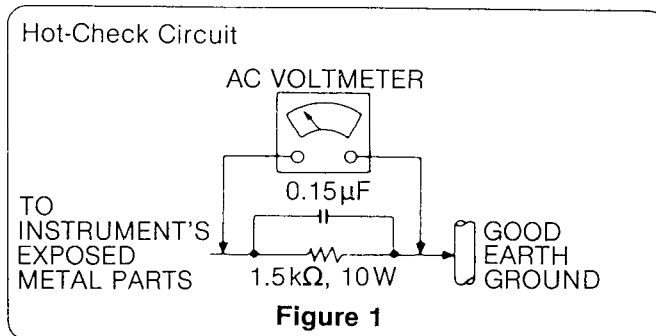 Hot-Check Circuit
AC VOLTMETER
0.15µF
TO
INSTRUMENT'S
EXPOSED
METAL PARTS
1.5kΩ, 10W
GOOD
EARTH
GROUND
Figure 1